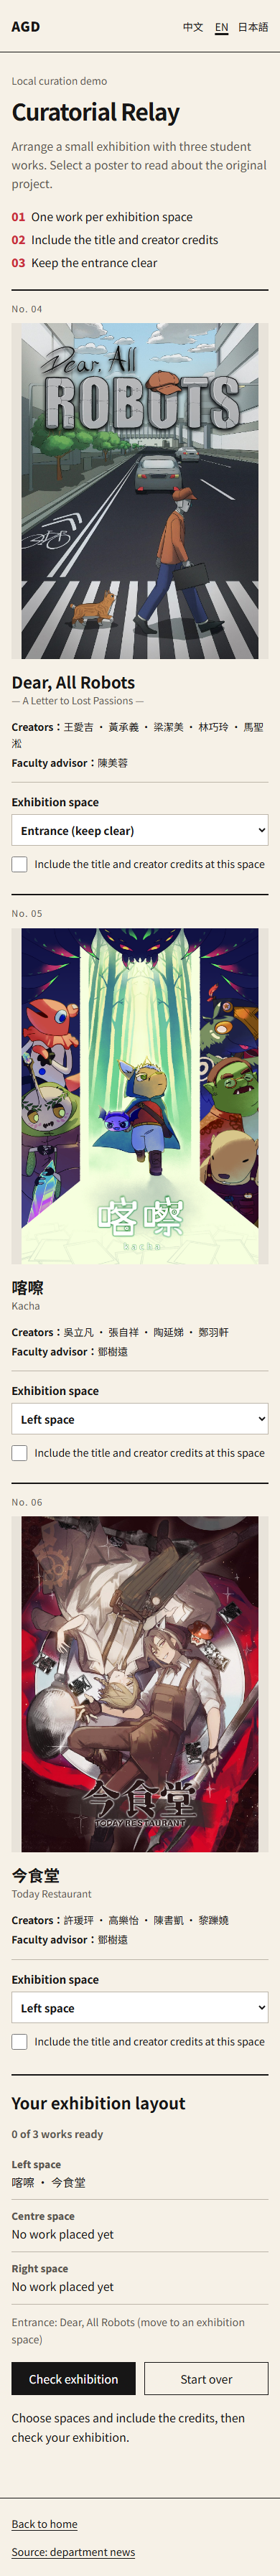 AGD
中文 EN 日本語
Local curation demo
Curatorial Relay
Arrange a small exhibition with three student
works. Select a poster to read about the original
project.
01 One work per exhibition space
02 Include the title and creator credits
03 Keep the entrance clear
No. 04
Dear, All
ROBOTS
Dear, All Robots
— A Letter to Lost Passions —
Creators：王愛吉 ・ 黃承義 ・ 梁潔美 ・ 林巧玲 ・ 馬聖
淞
Faculty advisor：陳美蓉
Exhibition space
Entrance (keep clear)
Include the title and creator credits at this space
No. 05
喀嚓
kacha
喀嚓
Kacha
Creators：吳立凡 ・ 張自祥 ・ 陶延娣 ・ 鄭羽軒
Faculty advisor：鄧樹遠
Exhibition space
Left space
Include the title and creator credits at this space
No. 06
今食堂
TODAY RESTAURANT
今食堂
Today Restaurant
Creators：許瑗玶 ・ 高樂怡 ・ 陳書凱 ・ 黎躒嬈
Faculty advisor：鄧樹遠
Exhibition space
Left space
Include the title and creator credits at this space
Your exhibition layout
0 of 3 works ready
Left space
喀嚓 ・ 今食堂
Centre space
No work placed yet
Right space
No work placed yet
Entrance: Dear, All Robots (move to an exhibition
space)
Check exhibition
Start over
Choose spaces and include the credits, then
check your exhibition.
Back to home
Source: department news